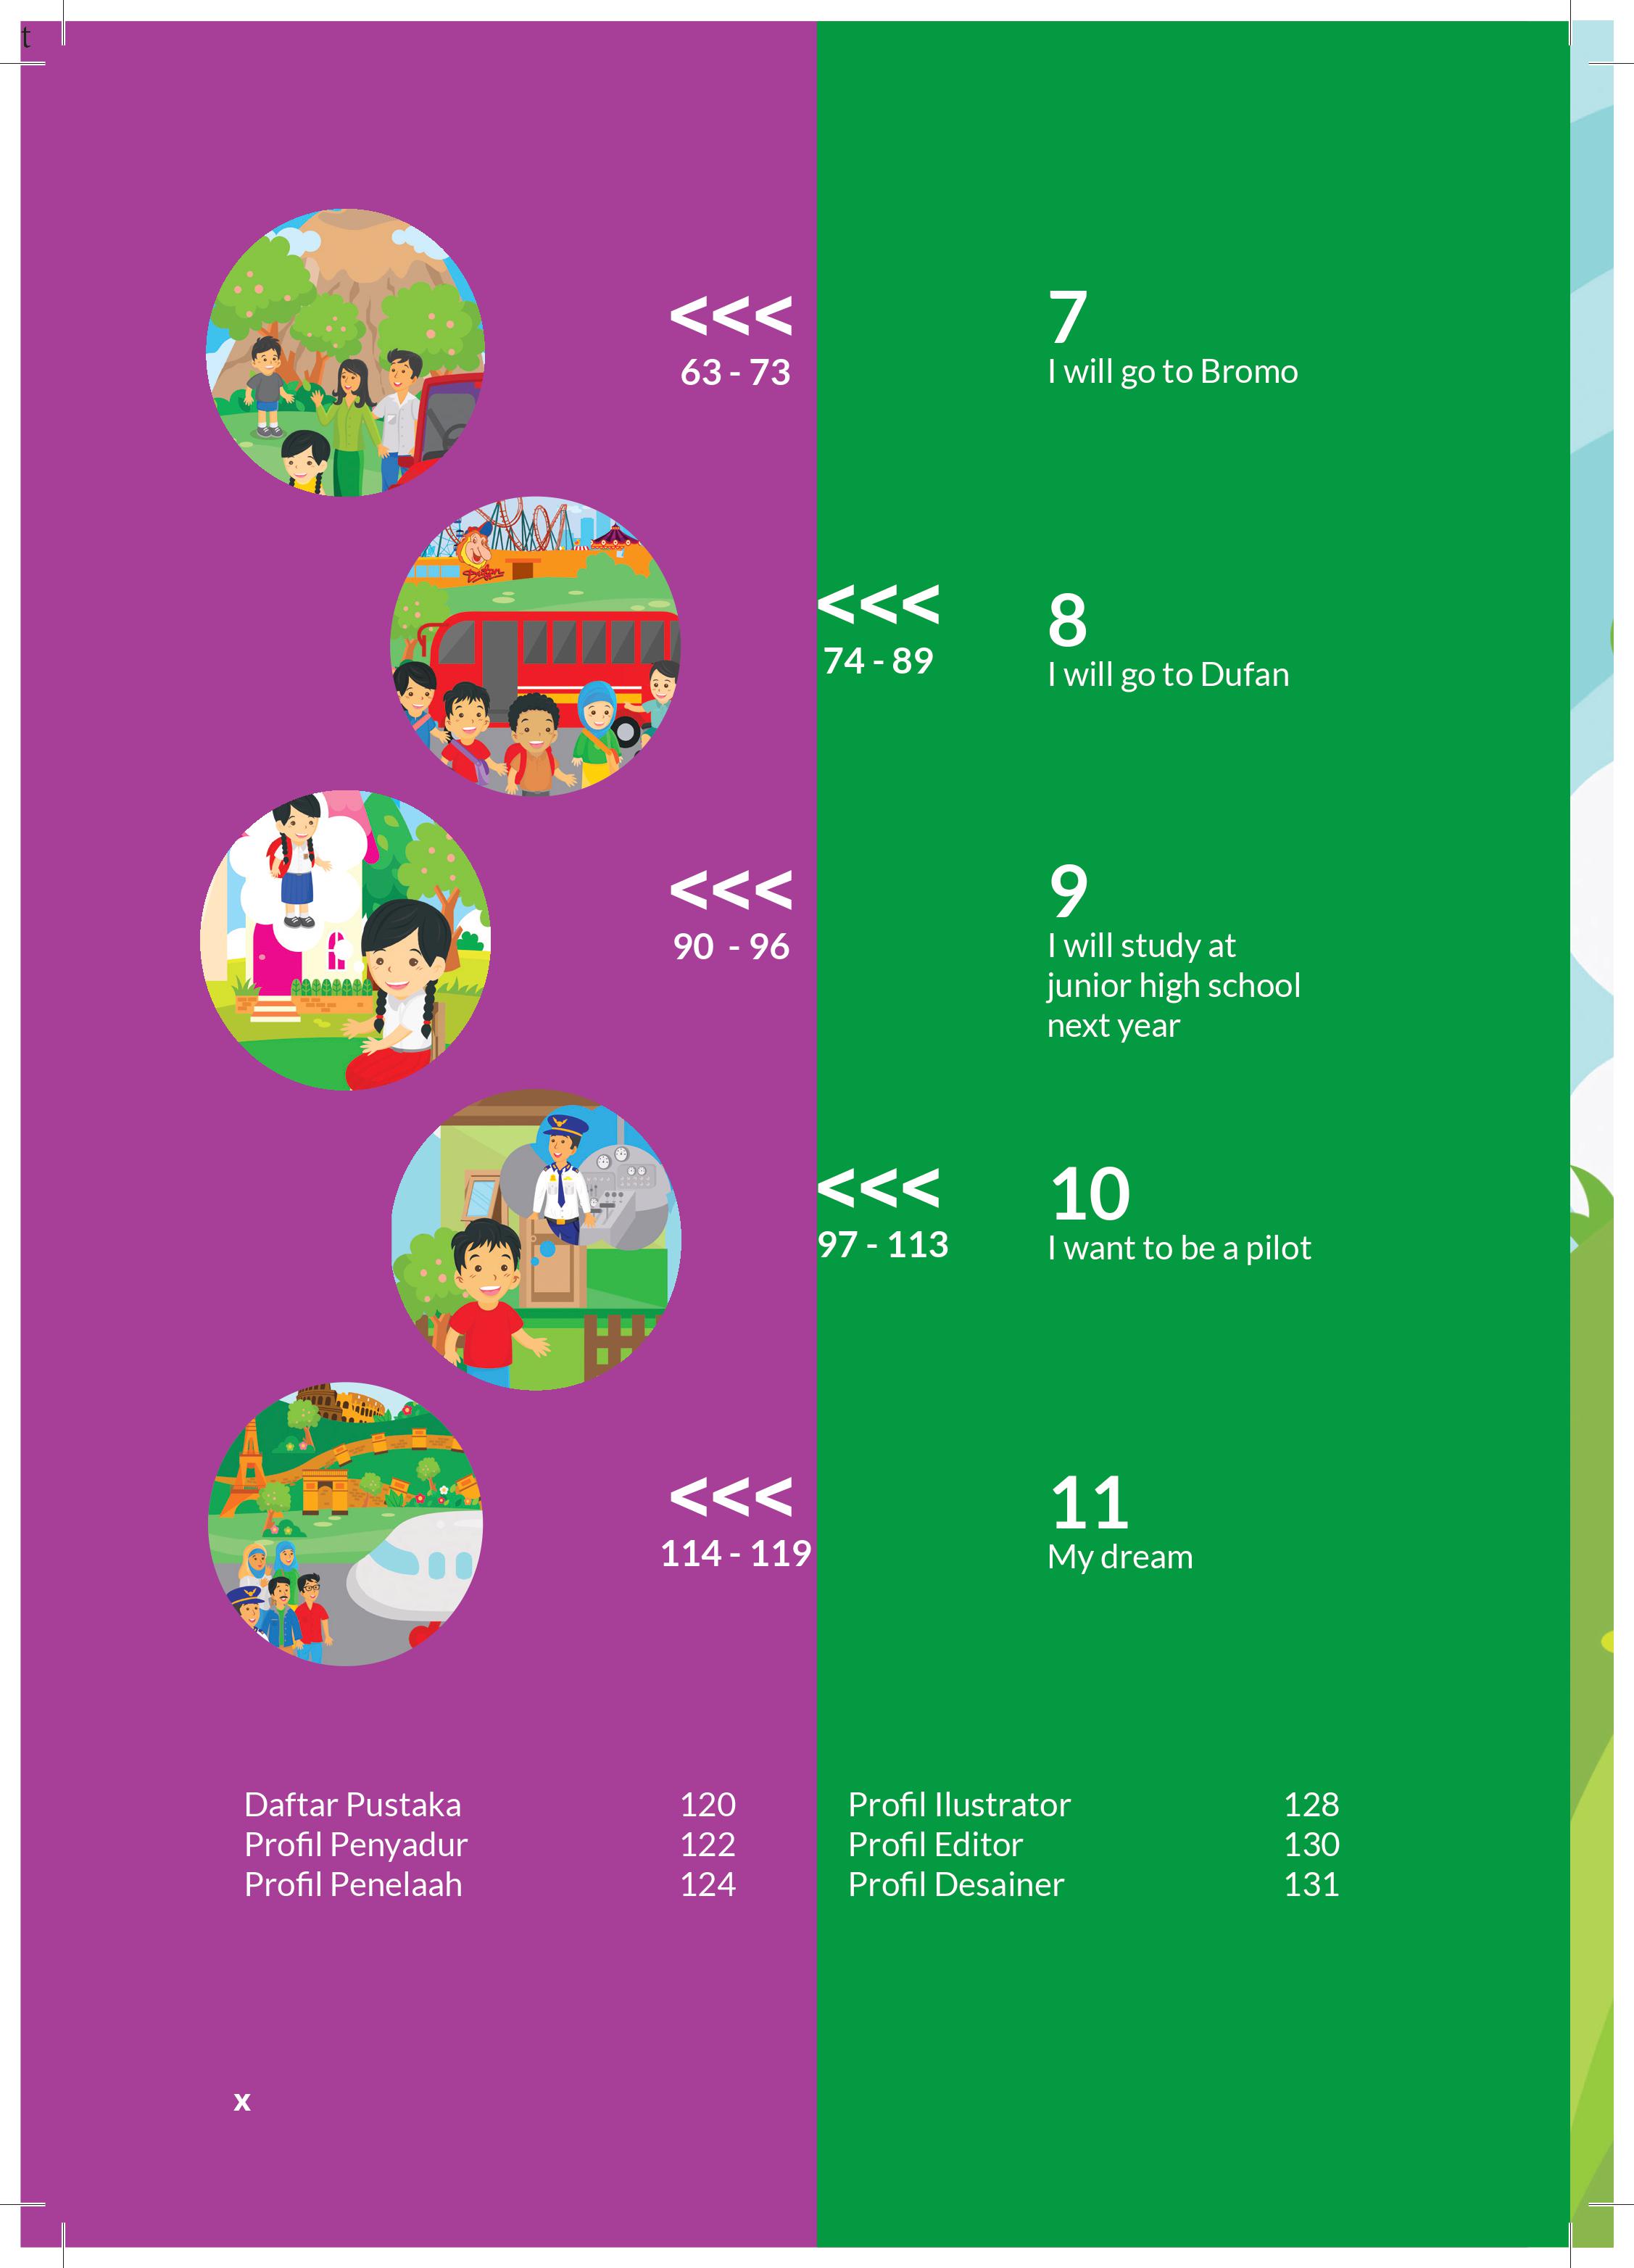 t
<<<
63 - 73
7
I will go to Bromo
Dufan
<<<
74 - 89
8
I will go to Dufan
<<<
90 - 96
9
I will study at
junior high school
next year
<<<
97 - 113
10
I want to be a pilot
<<<
114 - 119
11
My dream
Daftar Pustaka 120
Profil Penyadur 122
Profil Penelaah 124
Profil Ilustrator 128
Profil Editor 130
Profil Desainer 131
x